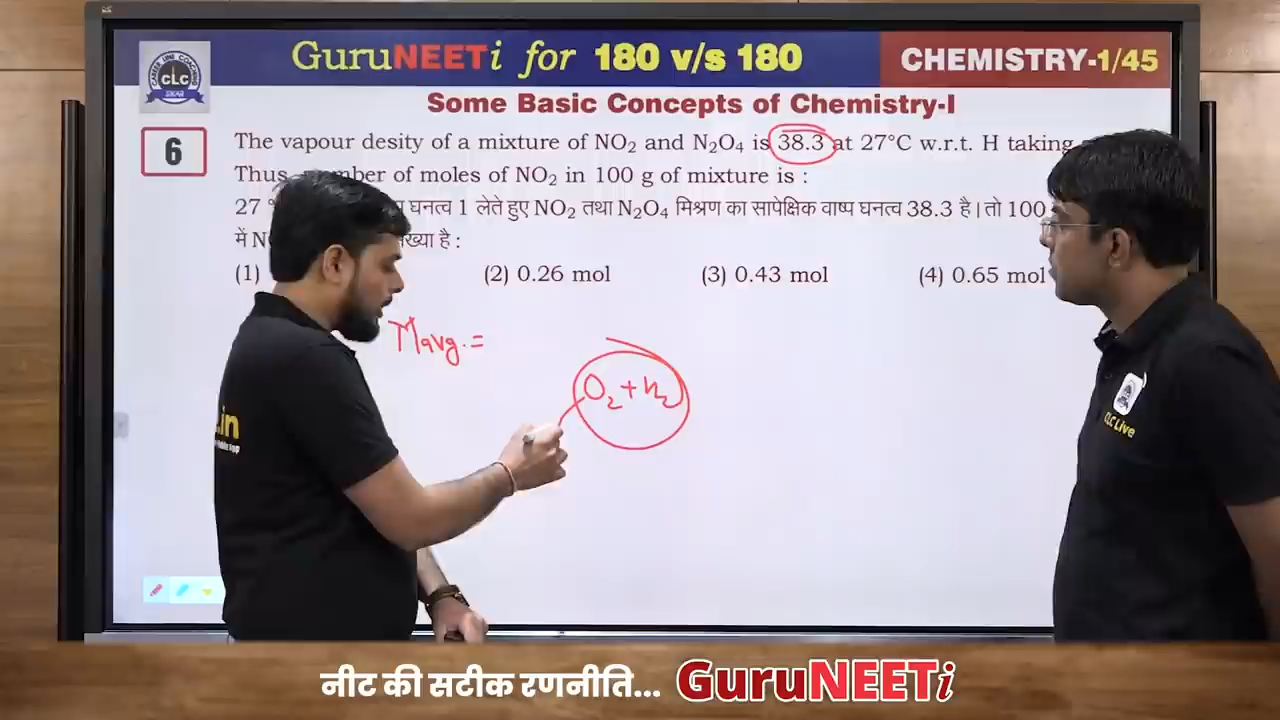 GuruNEETi for 180 v/s 180
CHEMISTRY-1/45
CLC
Some Basic Concepts of Chemistry-I
6
The vapour desity of a mixture of NO₂ and N₂O₄ is 38.3 at 27°C w.r.t. H taking
Thus number of moles of NO₂ in 100 g of mixture is :
27 घनत्व 1 लेते हुए NO₂ तथा N₂O₄ मिश्रण का सापेक्षिक वाष्प घनत्व 38.3 है। तो 100
में है :
(1) (2) 0.26 mol (3) 0.43 mol (4) 0.65 mol
Mavg. =
O₂ + N₂
.in
CLC Live
नीट की सटीक रणनीति... GuruNEETi